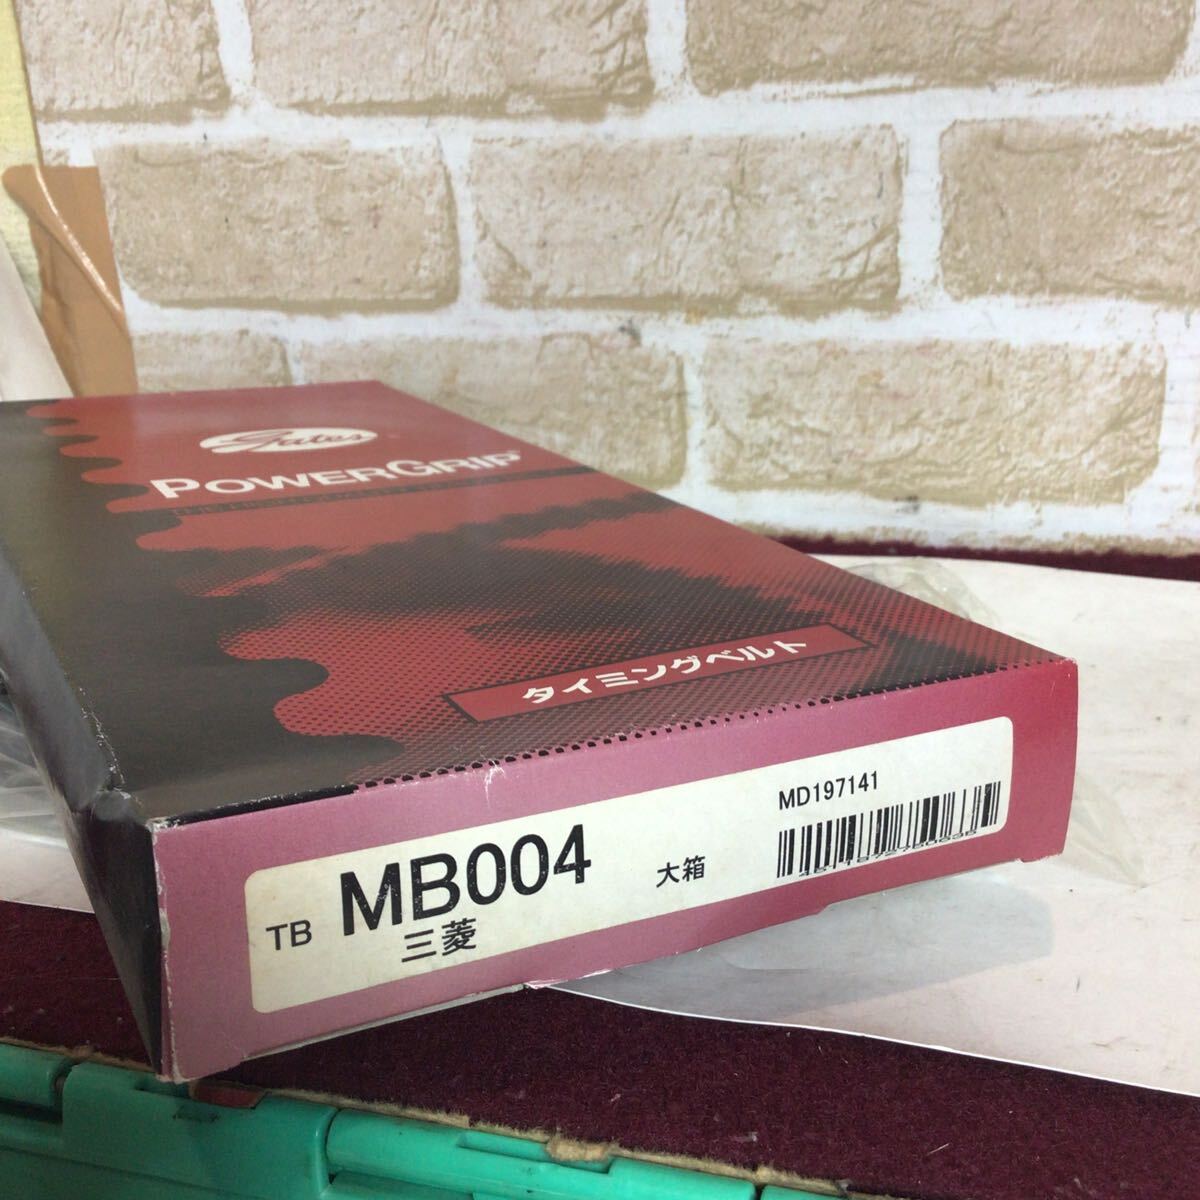 Gates
POWERGRIP®
タイミングベルト
MD197141
TB MB004 大箱
三菱